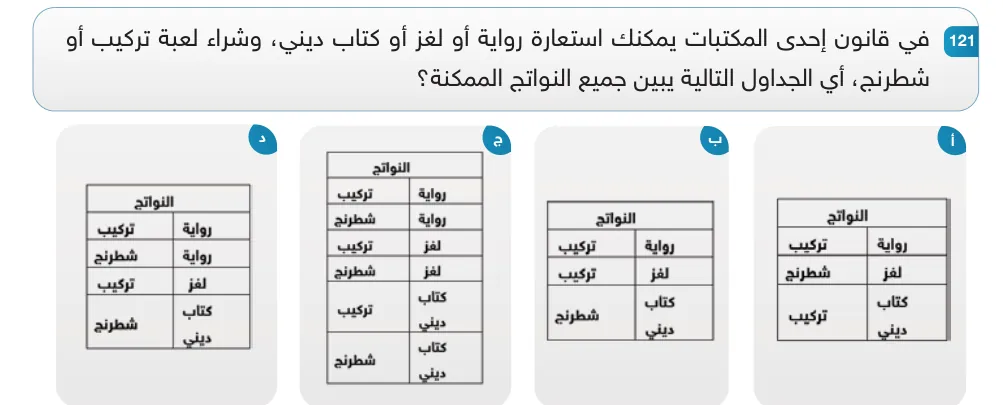 121
في قانون إحدى المكتبات يمكنك استعارة رواية أو لغز أو كتاب ديني، وشراء لعبة تركيب أو
شطرنج، أي الجداول التالية يبين جميع النواتج الممكنة؟
أ
النواتج
رواية تركيب
لغز شطرنج
كتاب
ديني
تركيب
ب
النواتج
رواية تركيب
لغز تركيب
كتاب
ديني
شطرنج
ج
النواتج
رواية تركيب
رواية شطرنج
لغز تركيب
لغز شطرنج
كتاب
ديني
تركيب
كتاب
ديني
شطرنج
د
النواتج
رواية تركيب
رواية شطرنج
لغز تركيب
كتاب
ديني
شطرنج